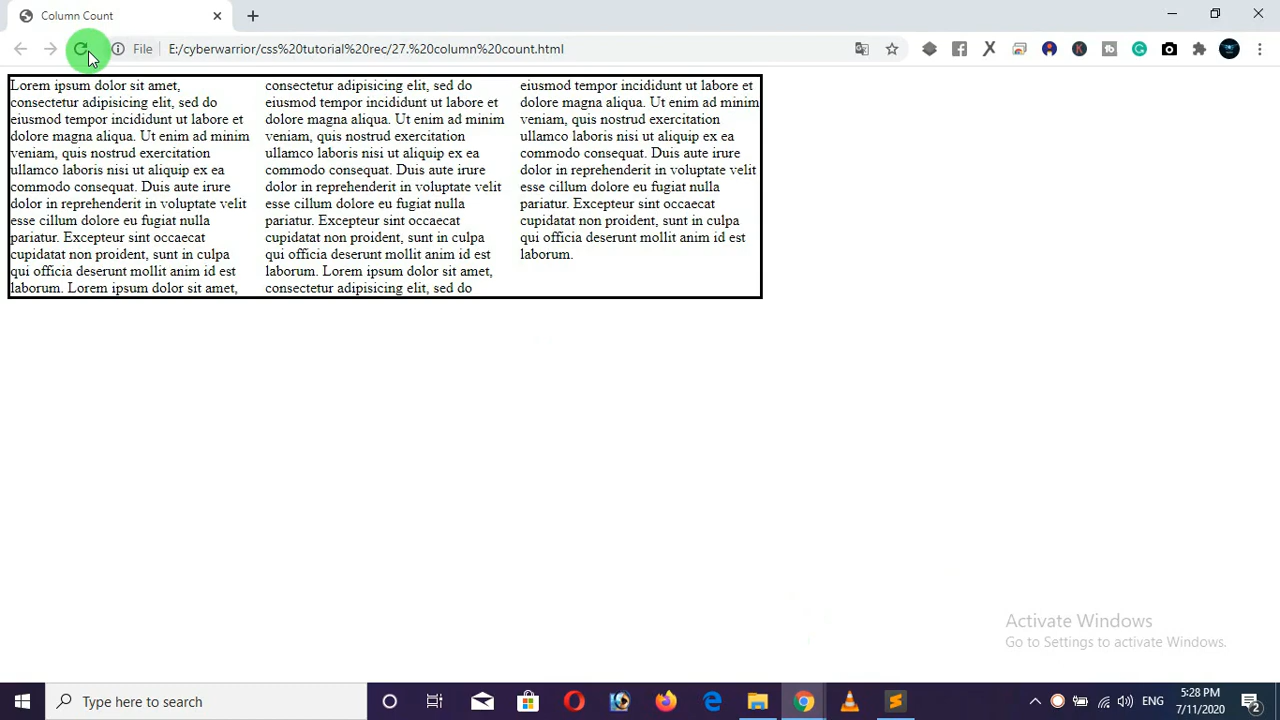 Column Count
File
E:/cyberwarrior/css%20tutorial%20rec/27.%20column%20count.html
Lorem ipsum dolor sit amet,
consectetur adipisicing elit, sed do
eiusmod tempor incididunt ut labore et
dolore magna aliqua. Ut enim ad minim
veniam, quis nostrud exercitation
ullamco laboris nisi ut aliquip ex ea
commodo consequat. Duis aute irure
dolor in reprehenderit in voluptate velit
esse cillum dolore eu fugiat nulla
pariatur. Excepteur sint occaecat
cupidatat non proident, sunt in culpa
qui officia deserunt mollit anim id est
laborum. Lorem ipsum dolor sit amet,
consectetur adipisicing elit, sed do
eiusmod tempor incididunt ut labore et
dolore magna aliqua. Ut enim ad minim
veniam, quis nostrud exercitation
ullamco laboris nisi ut aliquip ex ea
commodo consequat. Duis aute irure
dolor in reprehenderit in voluptate velit
esse cillum dolore eu fugiat nulla
pariatur. Excepteur sint occaecat
cupidatat non proident, sunt in culpa
qui officia deserunt mollit anim id est
laborum. Lorem ipsum dolor sit amet,
consectetur adipisicing elit, sed do
eiusmod tempor incididunt ut labore et
dolore magna aliqua. Ut enim ad minim
veniam, quis nostrud exercitation
ullamco laboris nisi ut aliquip ex ea
commodo consequat. Duis aute irure
dolor in reprehenderit in voluptate velit
esse cillum dolore eu fugiat nulla
pariatur. Excepteur sint occaecat
cupidatat non proident, sunt in culpa
qui officia deserunt mollit anim id est
laborum.
Activate Windows
Go to Settings to activate Windows.
Type here to search
ENG
5:28 PM
7/11/2020
2